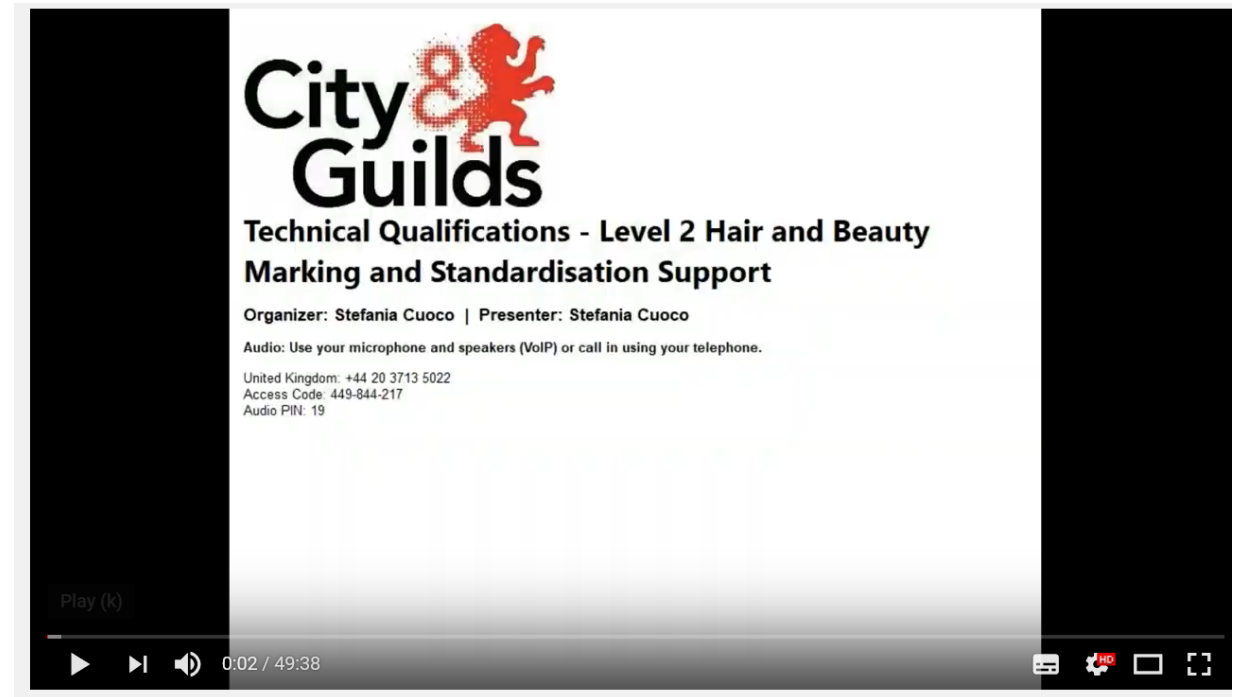 City&
Guilds
Technical Qualifications - Level 2 Hair and Beauty
Marking and Standardisation Support
Organizer: Stefania Cuoco | Presenter: Stefania Cuoco
Audio: Use your microphone and speakers (VoIP) or call in using your telephone.
United Kingdom: +44 20 3713 5022
Access Code: 449-844-217
Audio PIN: 19
Play (k)
0:02 / 49:38
HD